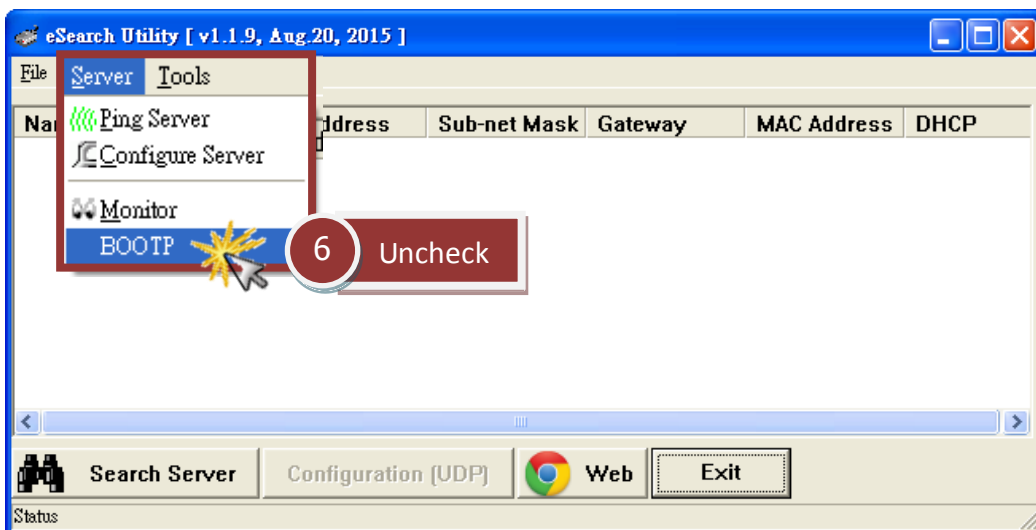 eSearch Utility [ v1.1.9, Aug.20, 2015 ]
File Server Tools
Sub-net Mask Gateway MAC Address DHCP
Ping Server
Configure Server
Monitor
BOOTP
6 Uncheck
Search Server Configuration (UDP) Web Exit
Status